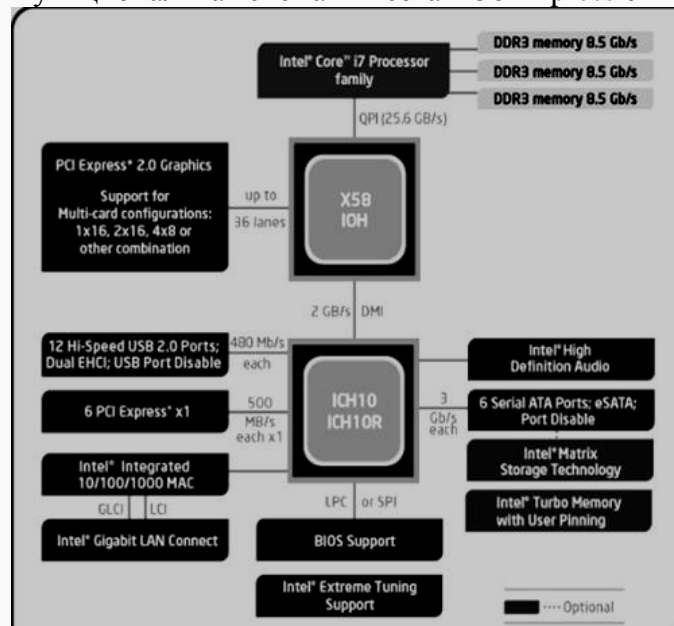 Intel® Core™ i7 Processor
family
DDR3 memory 8.5 Gb/s
DDR3 memory 8.5 Gb/s
DDR3 memory 8.5 Gb/s
QPI (25.6 GB/s)
PCI Express* 2.0 Graphics
Support for
Multi-card configurations:
1x16, 2x16, 4x8 or
other combination
up to
36 lanes
X58
IOH
2 GB/s DMI
12 Hi-Speed USB 2.0 Ports;
Dual EHCI; USB Port Disable
480 Mb/s
each
6 PCI Express* x1
500
MB/s
each x1
Intel® Integrated
10/100/1000 MAC
GLCI LCI
Intel® Gigabit LAN Connect
ICH10
ICH10R
Intel® High
Definition Audio
3
Gb/s
each
6 Serial ATA Ports; eSATA;
Port Disable
Intel® Matrix
Storage Technology
Intel® Turbo Memory
with User Pinning
LPC or SPI
BIOS Support
Intel® Extreme Tuning
Support
Optional